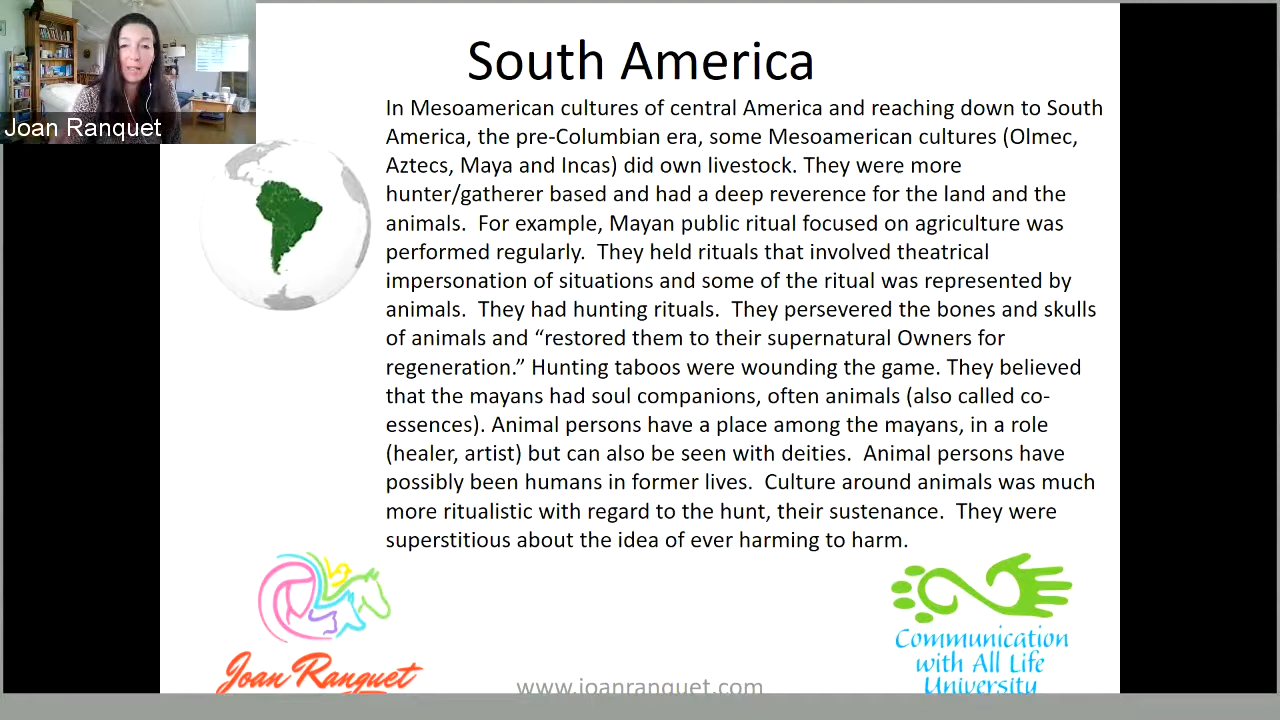 South America
Joan Ranquet
In Mesoamerican cultures of central America and reaching down to South
America, the pre-Columbian era, some Mesoamerican cultures (Olmec,
Aztecs, Maya and Incas) did own livestock. They were more
hunter/gatherer based and had a deep reverence for the land and the
animals.  For example, Mayan public ritual focused on agriculture was
performed regularly.  They held rituals that involved theatrical
impersonation of situations and some of the ritual was represented by
animals.  They had hunting rituals.  They persevered the bones and skulls
of animals and “restored them to their supernatural Owners for
regeneration.” Hunting taboos were wounding the game. They believed
that the mayans had soul companions, often animals (also called co-
essences). Animal persons have a place among the mayans, in a role
(healer, artist) but can also be seen with deities.  Animal persons have
possibly been humans in former lives.  Culture around animals was much
more ritualistic with regard to the hunt, their sustenance.  They were
superstitious about the idea of ever harming to harm.
Joan Ranquet
Communication
with All Life
University
www.joanranquet.com